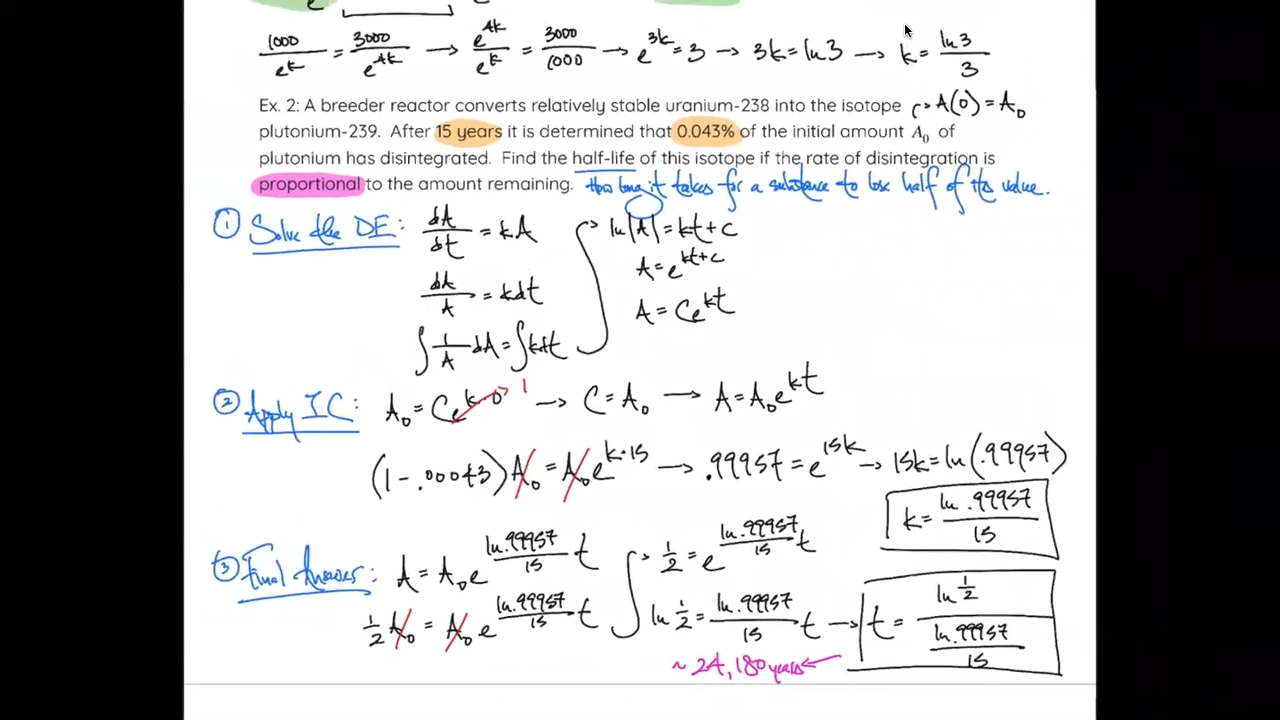 e
1000/e^k = 3000/e^4k → e^4k/e^k = 3000/1000 → e^3k = 3 → 3k = ln3 → k = ln3/3
Ex. 2: A breeder reactor converts relatively stable uranium-238 into the isotope ↪ A(0) = A₀
plutonium-239. After 15 years it is determined that 0.043% of the initial amount A₀ of
plutonium has disintegrated. Find the half-life of this isotope if the rate of disintegration is
proportional to the amount remaining. How long it takes for a substance to lose half of its value.
① Solve the DE: dA/dt = kA
dA/A = kdt
∫ 1/A dA = ∫ kdt
ln|A| = kt + c
A = e^kt+c
A = Ce^kt
② Apply IC: A₀ = Ce^k·0 1 → C = A₀ → A = A₀e^kt
(1 - .00043)A₀ = A₀e^k·15 → .99957 = e^15k → 15k = ln(.99957)
k = ln .99957/15
③ Final Answer: A = A₀e^(ln .99957/15)t
1/2 A₀ = A₀e^(ln .99957/15)t
1/2 = e^(ln .99957/15)t
ln 1/2 = ln .99957/15 t → t = ln 1/2 / (ln .99957/15)
~ 24,180 years ←